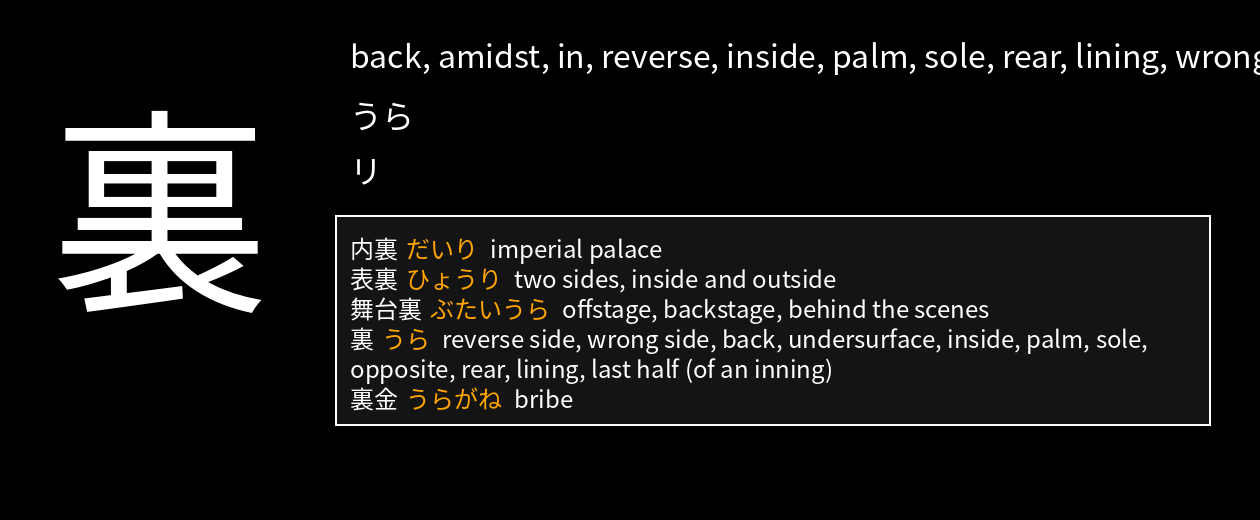 裏
back, amidst, in, reverse, inside, palm, sole, rear, lining, wrong
うら
リ
内裏 だいり imperial palace
表裏 ひょうり two sides, inside and outside
舞台裏 ぶたいうら offstage, backstage, behind the scenes
裏 うら reverse side, wrong side, back, undersurface, inside, palm, sole,
opposite, rear, lining, last half (of an inning)
裏金 うらがね bribe